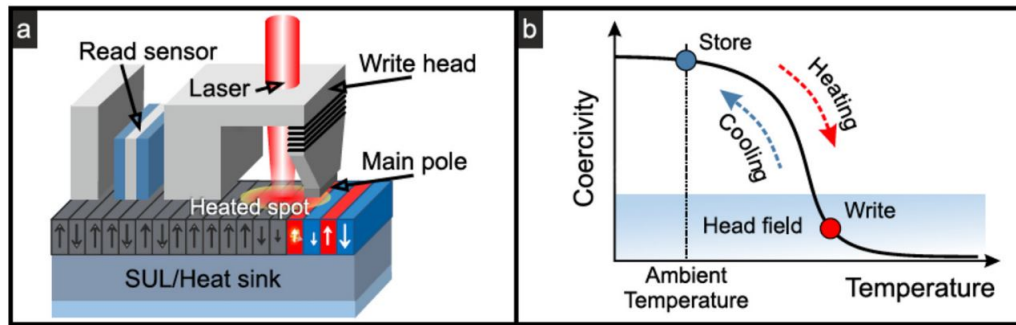 a
Read sensor
Laser
Write head
Main pole
Heated spot
SUL/Heat sink
b
Store
Heating
Cooling
Coercivity
Head field
Write
Ambient
Temperature
Temperature